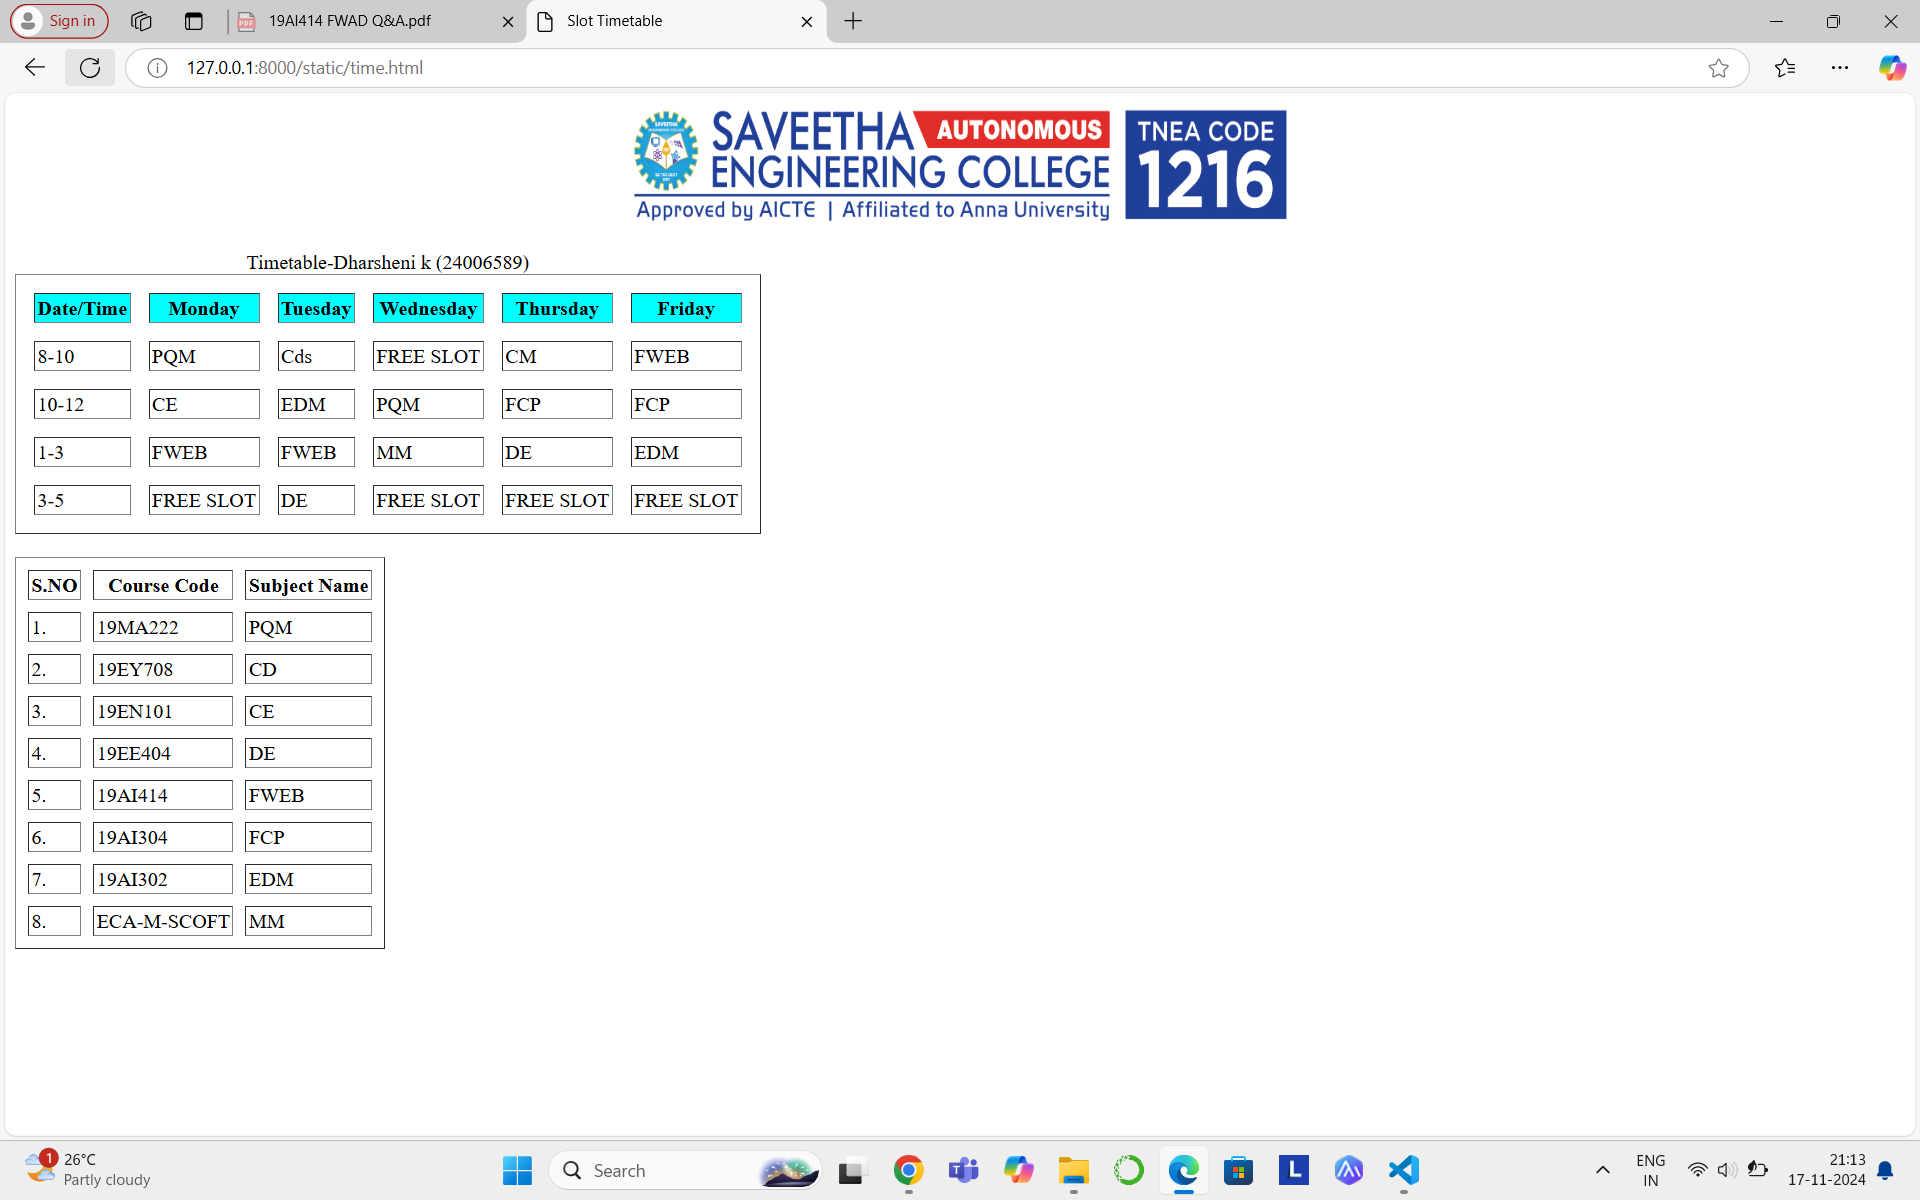 Sign in
19AI414 FWAD Q&A.pdf
Slot Timetable
127.0.0.1:8000/static/time.html
SAVEETHA AUTONOMOUS
ENGINEERING COLLEGE
Approved by AICTE | Affiliated to Anna University
TNEA CODE
1216
Timetable-Dharsheni k (24006589)
Date/Time Monday Tuesday Wednesday Thursday Friday
8-10 PQM Cds FREE SLOT CM FWEB
10-12 CE EDM PQM FCP FCP
1-3 FWEB FWEB MM DE EDM
3-5 FREE SLOT DE FREE SLOT FREE SLOT FREE SLOT
S.NO Course Code Subject Name
1. 19MA222 PQM
2. 19EY708 CD
3. 19EN101 CE
4. 19EE404 DE
5. 19AI414 FWEB
6. 19AI304 FCP
7. 19AI302 EDM
8. ECA-M-SCOFT MM
1
26°C
Partly cloudy
Search
L
ENG
IN
21:13
17-11-2024